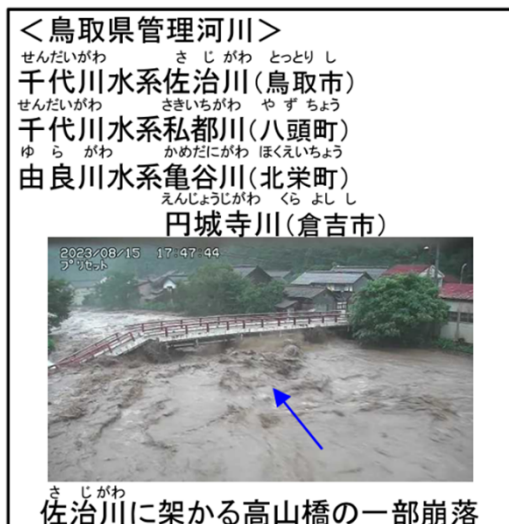 ＜鳥取県管理河川＞
せんだいがわ さじがわ とっとりし
千代川水系佐治川（鳥取市）
せんだいがわ さきいちがわ やずちょう
千代川水系私都川（八頭町）
ゆらがわ かめだにがわ ほくえいちょう
由良川水系亀谷川（北栄町）
えんじょうじがわ くらよしし
円城寺川（倉吉市）
2023/08/15 17:47:44
プリセット
さじがわ
佐治川に架かる高山橋の一部崩落